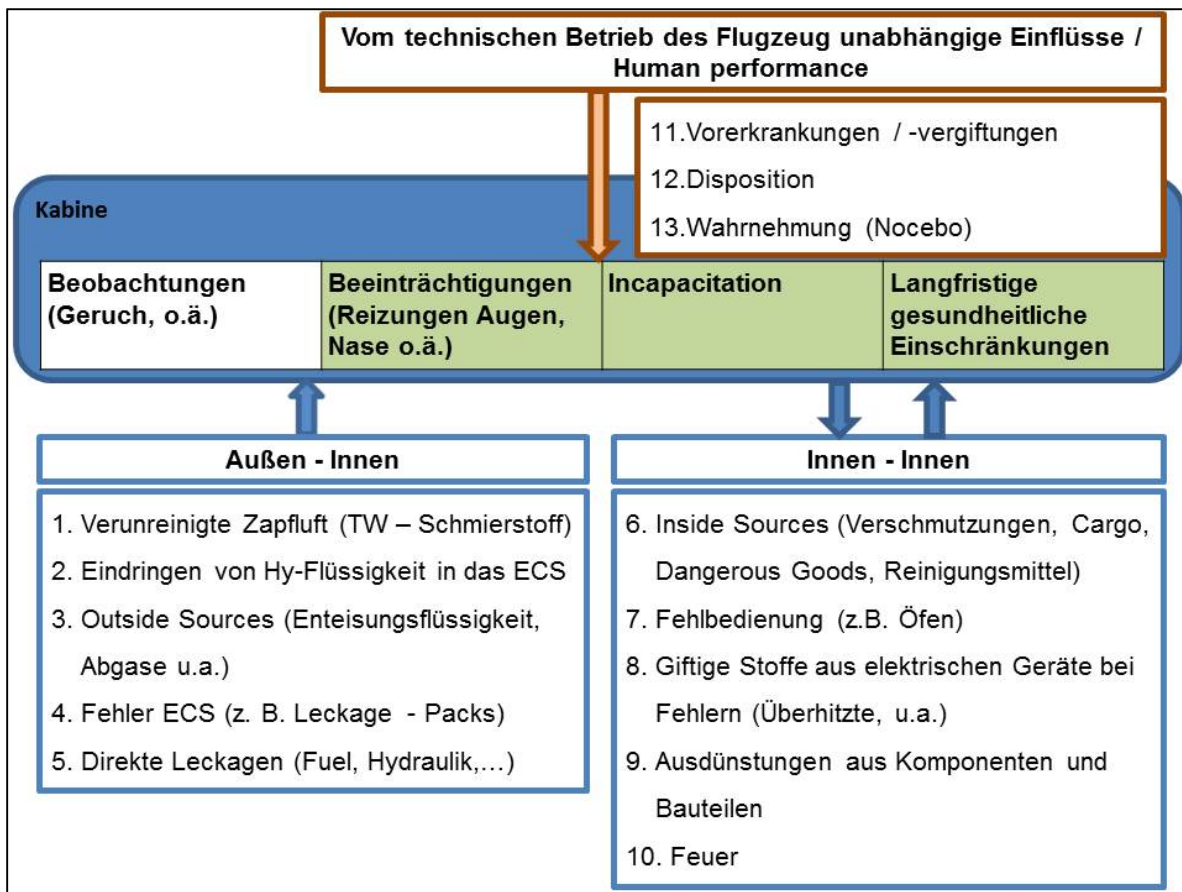 Vom technischen Betrieb des Flugzeug unabhängige Einflüsse /
Human performance
11.Vorerkrankungen / -vergiftungen
12.Disposition
13.Wahrnehmung (Nocebo)
Kabine
Beobachtungen
(Geruch, o.ä.)
Beeinträchtigungen
(Reizungen Augen,
Nase o.ä.)
Incapacitation
Langfristige
gesundheitliche
Einschränkungen
Außen - Innen
1. Verunreinigte Zapfluft (TW – Schmierstoff)
2. Eindringen von Hy-Flüssigkeit in das ECS
3. Outside Sources (Enteisungsflüssigkeit,
Abgase u.a.)
4. Fehler ECS (z. B. Leckage - Packs)
5. Direkte Leckagen (Fuel, Hydraulik,…)
Innen - Innen
6. Inside Sources (Verschmutzungen, Cargo,
Dangerous Goods, Reinigungsmittel)
7. Fehlbedienung (z.B. Öfen)
8. Giftige Stoffe aus elektrischen Geräte bei
Fehlern (Überhitzte, u.a.)
9. Ausdünstungen aus Komponenten und
Bauteilen
10. Feuer